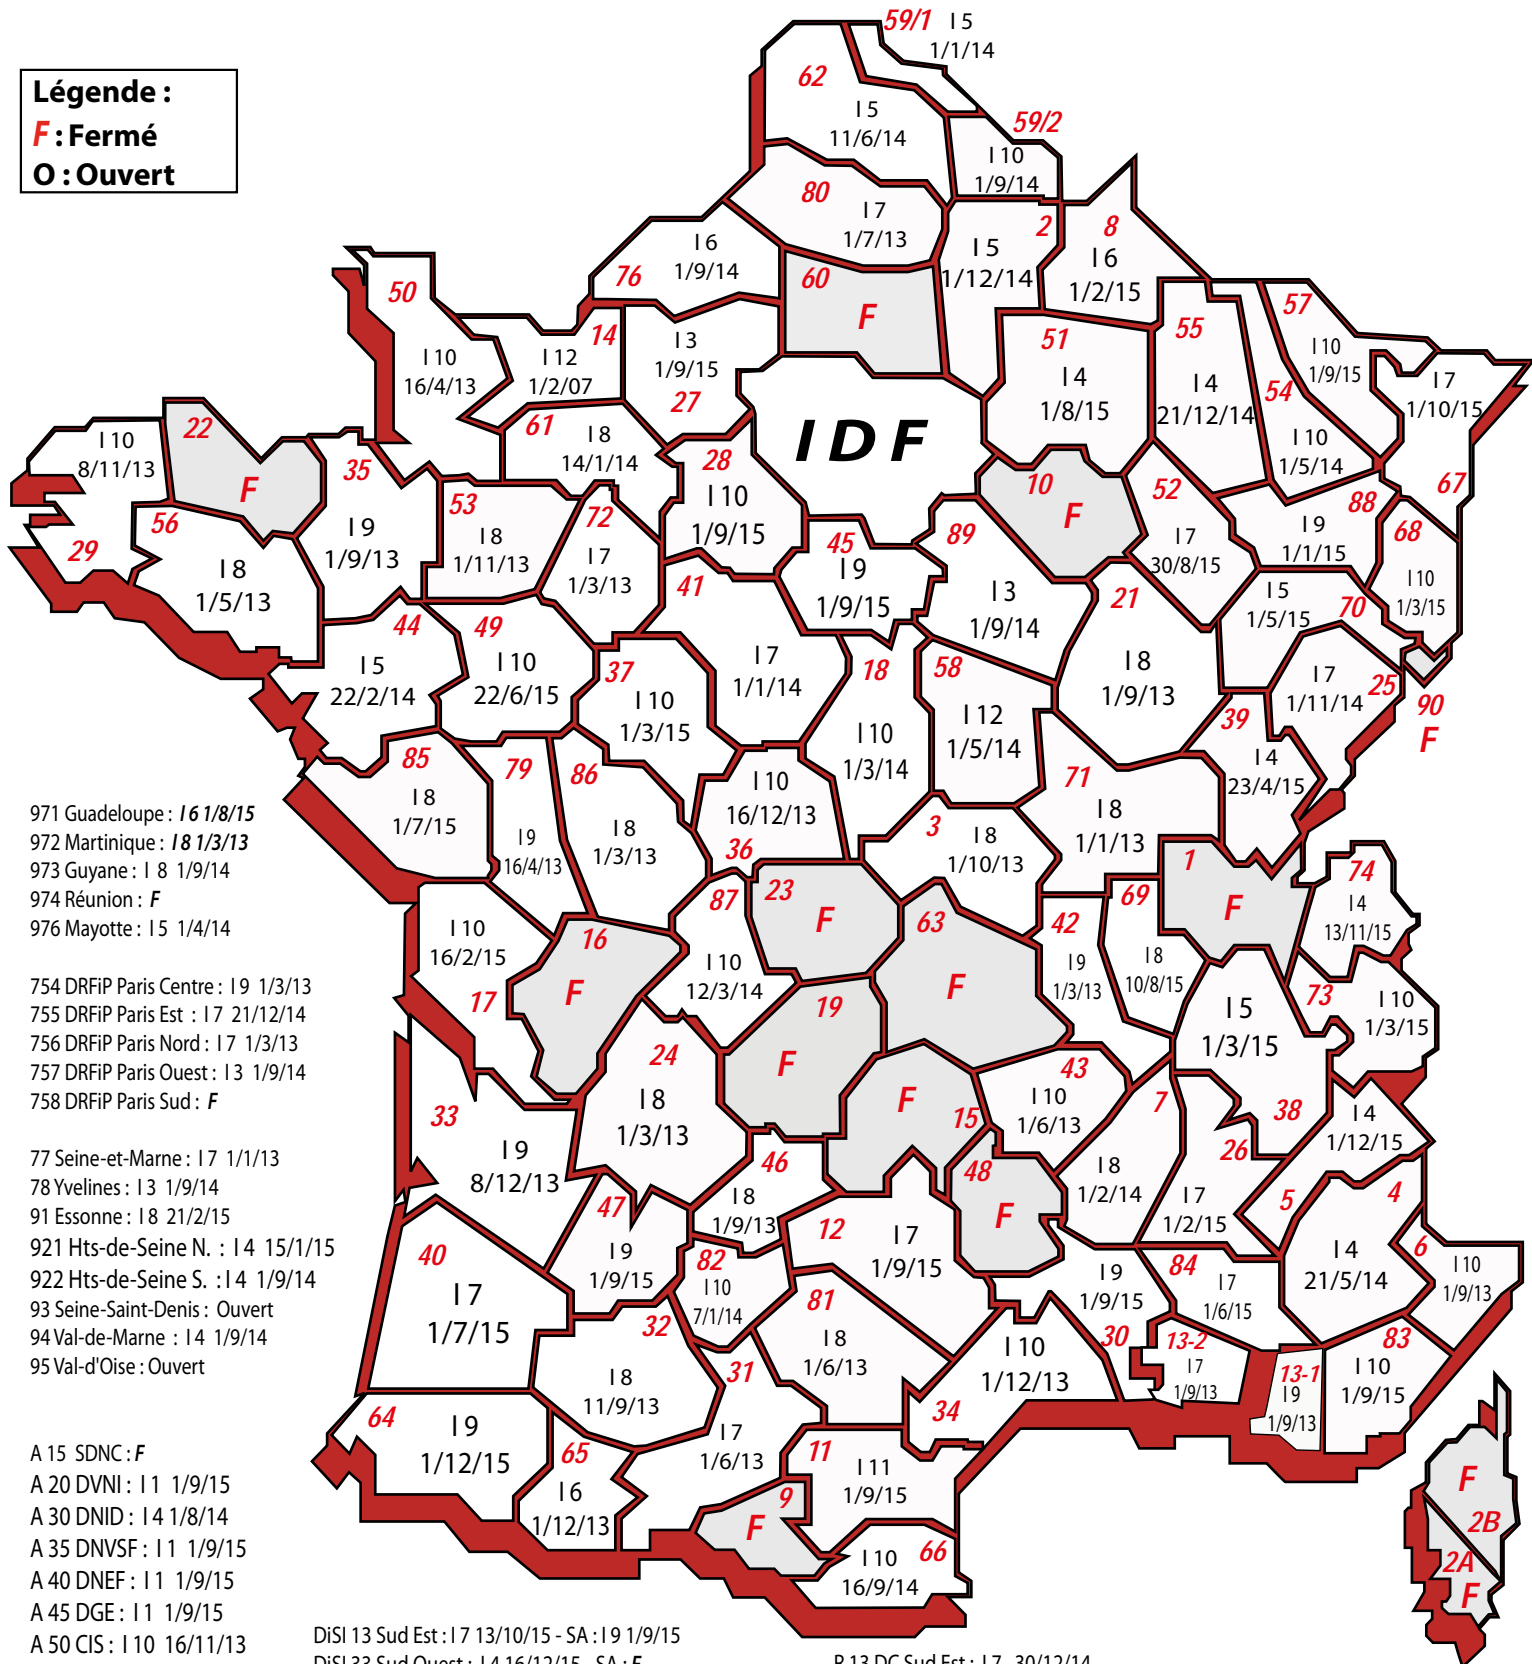 Légende :
F : Fermé
O : Ouvert
59/1
I 5
1/1/14
62
I 5
11/6/14
59/2
I 10
1/9/14
80
I 7
1/7/13
2
I 5
1/12/14
8
I 6
1/2/15
76
I 6
1/9/14
60
F
50
I 10
16/4/13
14
I 12
1/2/07
I 3
1/9/15
27
51
I 4
1/8/15
55
I 4
21/12/14
57
I 10
1/9/15
54
I 10
1/5/14
I 7
1/10/15
67
61
I 8
14/1/14
IDF
22
F
I 10
8/11/13
29
56
I 8
1/5/13
35
I 9
1/9/13
53
I 8
1/11/13
72
I 7
1/3/13
28
I 10
1/9/15
45
I 9
1/9/15
89
I 3
1/9/14
10
F
52
I 7
30/8/15
88
I 9
1/1/15
68
I 10
1/3/15
41
I 7
1/1/14
21
I 8
1/9/13
70
I 5
1/5/15
44
I 5
22/2/14
49
I 10
22/6/15
37
I 10
1/3/15
18
I 10
1/3/14
58
I 12
1/5/14
25
I 7
1/11/14
90
F
39
I 4
23/4/15
85
I 8
1/7/15
79
I 9
16/4/13
86
I 8
1/3/13
I 10
16/12/13
36
3
I 8
1/10/13
71
I 8
1/1/13
1
F
74
I 4
13/11/15
971 Guadeloupe : I 6 1/8/15
972 Martinique : I 8 1/3/13
973 Guyane : I 8 1/9/14
974 Réunion : F
976 Mayotte : I 5 1/4/14
754 DRFiP Paris Centre : I 9 1/3/13
755 DRFiP Paris Est : I 7 21/12/14
756 DRFiP Paris Nord : I 7 1/3/13
757 DRFiP Paris Ouest : I 3 1/9/14
758 DRFiP Paris Sud : F
77 Seine-et-Marne : I 7 1/1/13
78 Yvelines : I 3 1/9/14
91 Essonne : I 8 21/2/15
921 Hts-de-Seine N. : I 4 15/1/15
922 Hts-de-Seine S. : I 4 1/9/14
93 Seine-Saint-Denis : Ouvert
94 Val-de-Marne : I 4 1/9/14
95 Val-d'Oise : Ouvert
I 10
16/2/15
17
16
F
87
I 10
12/3/14
23
F
63
F
42
I 9
1/3/13
69
I 8
10/8/15
73
I 10
1/3/15
I 5
1/3/15
38
19
F
24
I 8
1/3/13
33
I 9
8/12/13
F
15
43
I 10
1/6/13
7
I 8
1/2/14
26
I 7
1/2/15
I 4
1/12/15
5
4
I 4
21/5/14
6
I 10
1/9/13
46
I 8
1/9/13
48
F
47
I 9
1/9/15
12
I 7
1/9/15
40
I 7
1/7/15
82
I 10
7/1/14
81
I 8
1/6/13
I 9
1/9/15
30
84
I 7
1/6/15
13-2
I 7
1/9/13
13-1
I 9
1/9/13
83
I 10
1/9/15
32
I 8
11/9/13
31
I 7
1/6/13
I 10
1/12/13
34
64
I 9
1/12/15
65
I 6
1/12/13
11
I 11
1/9/15
9
F
66
I 10
16/9/14
F
2B
2A
F
A 15 SDNC : F
A 20 DVNI : I 1 1/9/15
A 30 DNID : I 4 1/8/14
A 35 DNVSF : I 1 1/9/15
A 40 DNEF : I 1 1/9/15
A 45 DGE : I 1 1/9/15
A 50 CIS : I 10 16/11/13
DiSI 13 Sud Est : I 7 13/10/15 - SA : I 9 1/9/15
DiSI 33 Sud Ouest : I 4 16/12/15 - SA : F
R 13 DC Sud Est : I 7 30/12/14